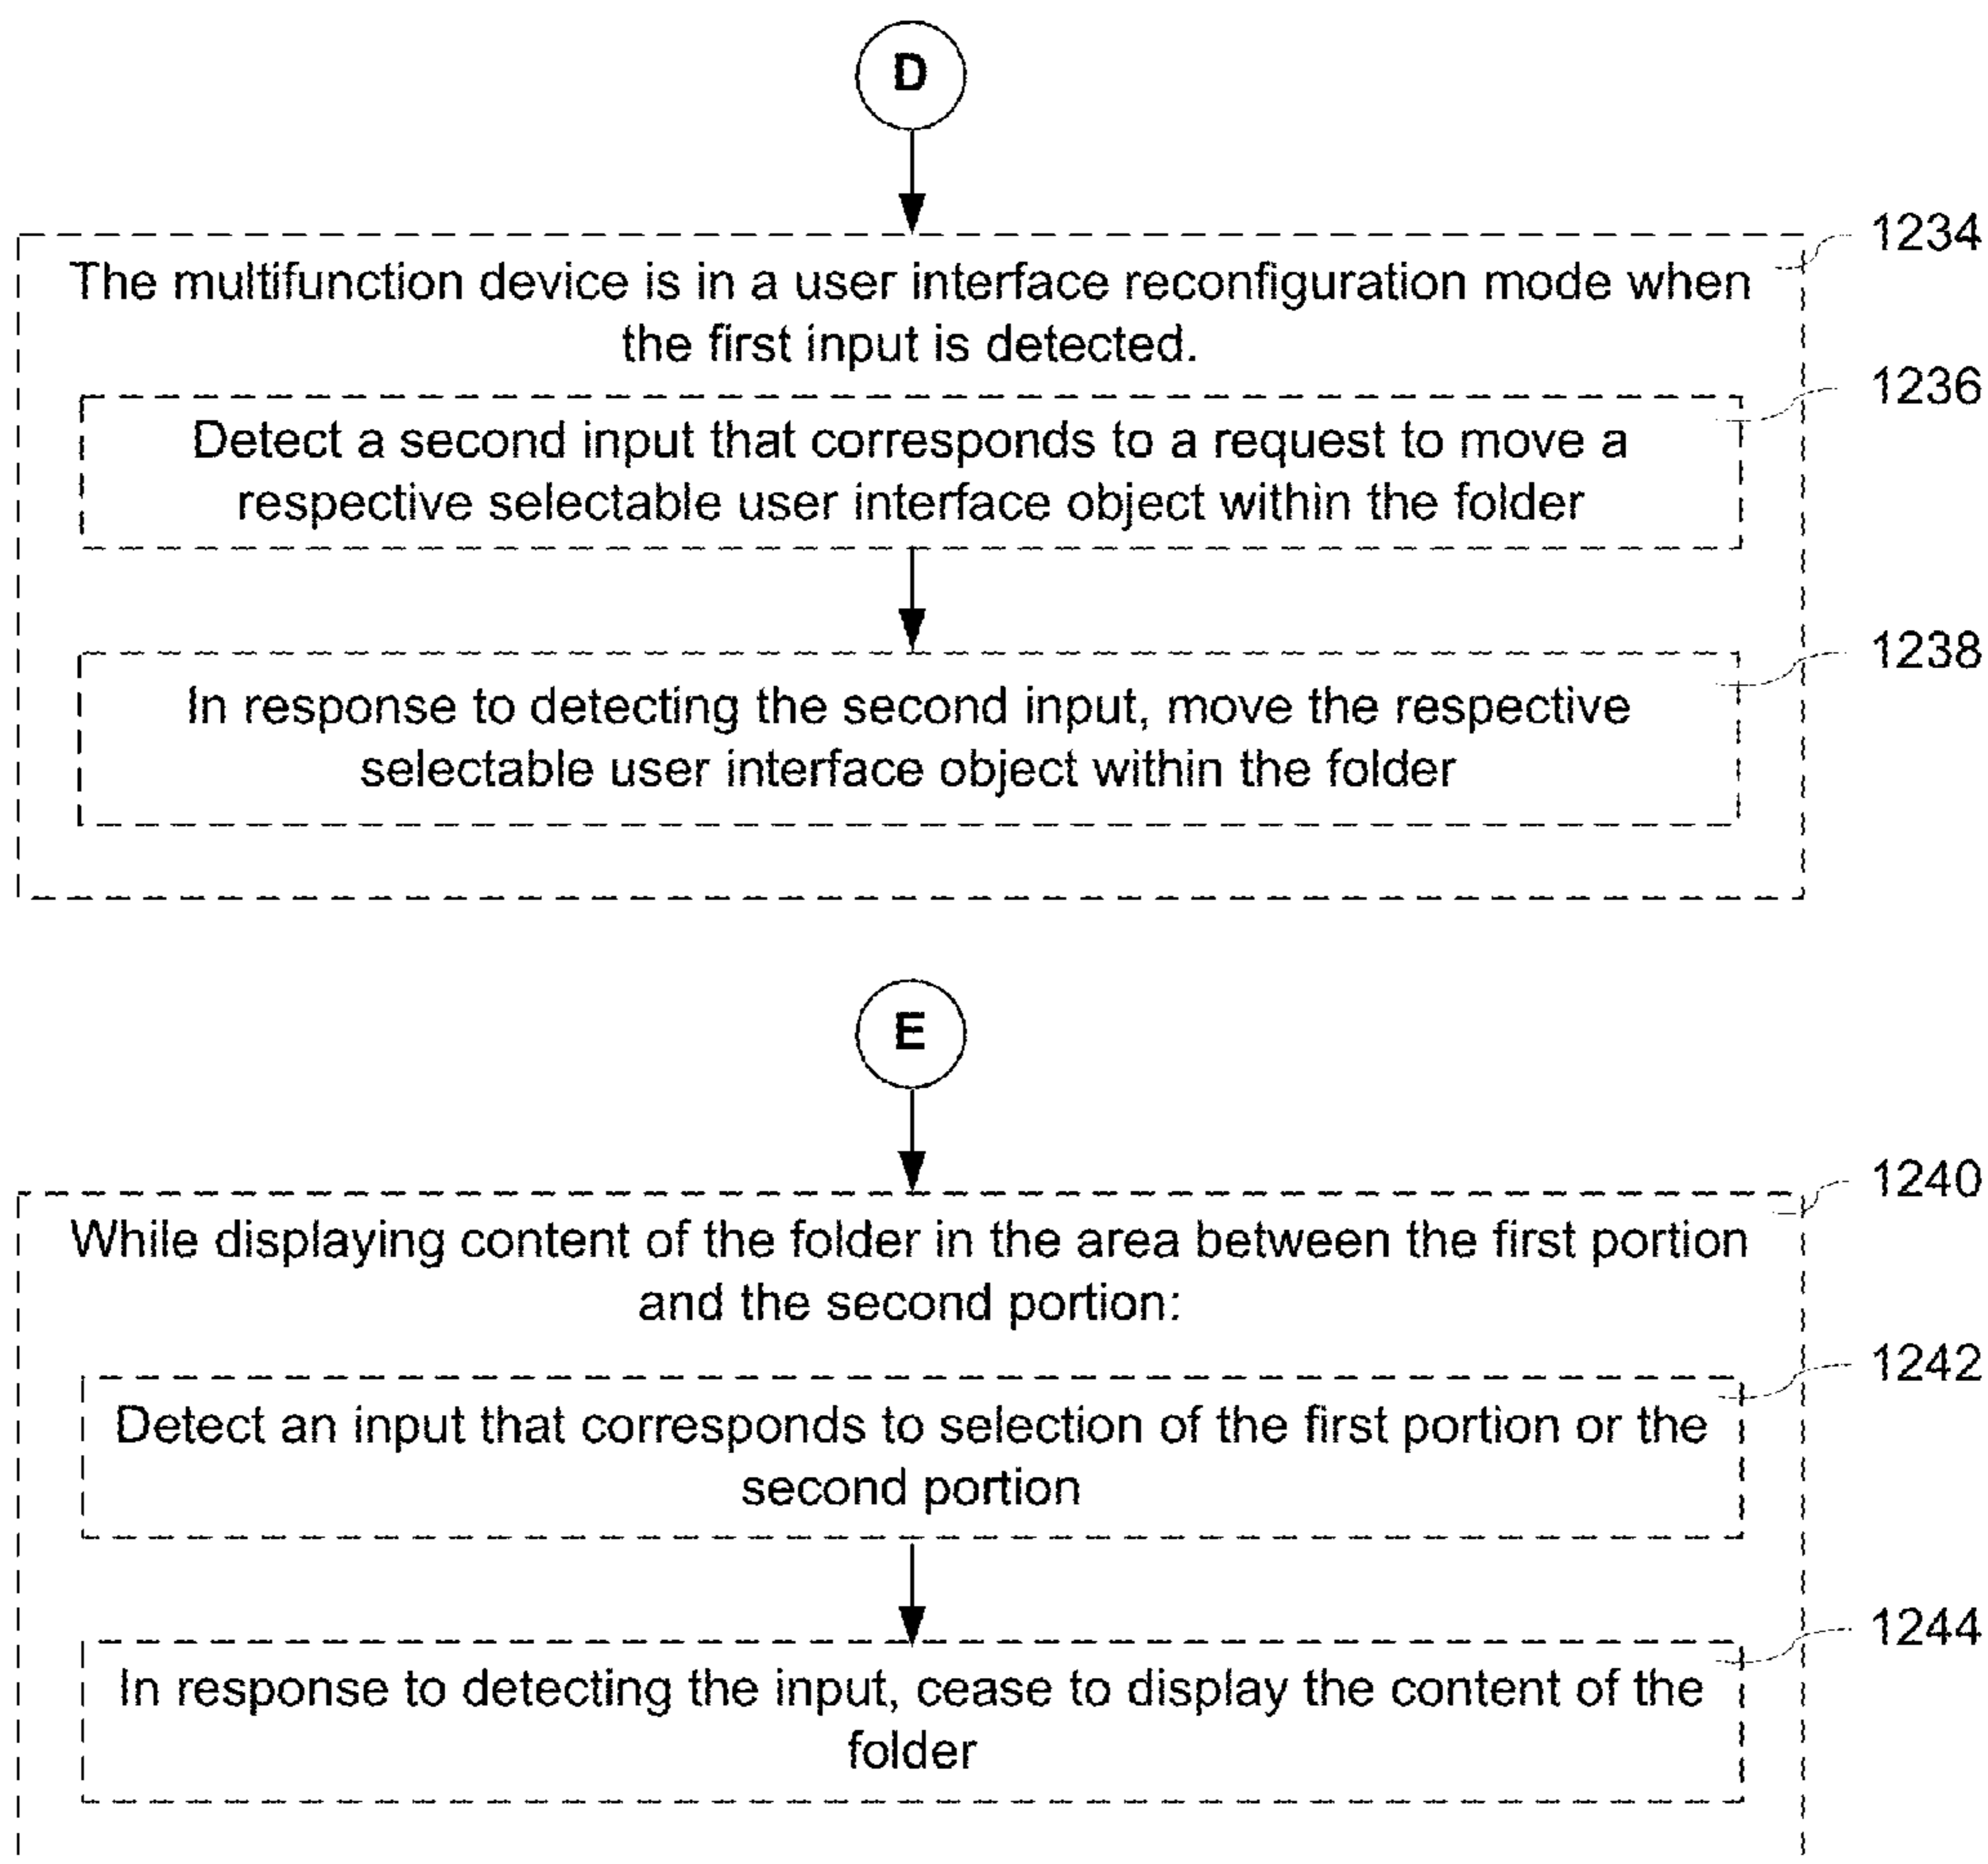 D
1234
The multifunction device is in a user interface reconfiguration mode when
the first input is detected.
1236
Detect a second input that corresponds to a request to move a
respective selectable user interface object within the folder
1238
In response to detecting the second input, move the respective
selectable user interface object within the folder
E
1240
While displaying content of the folder in the area between the first portion
and the second portion:
1242
Detect an input that corresponds to selection of the first portion or the
second portion
1244
In response to detecting the input, cease to display the content of the
folder